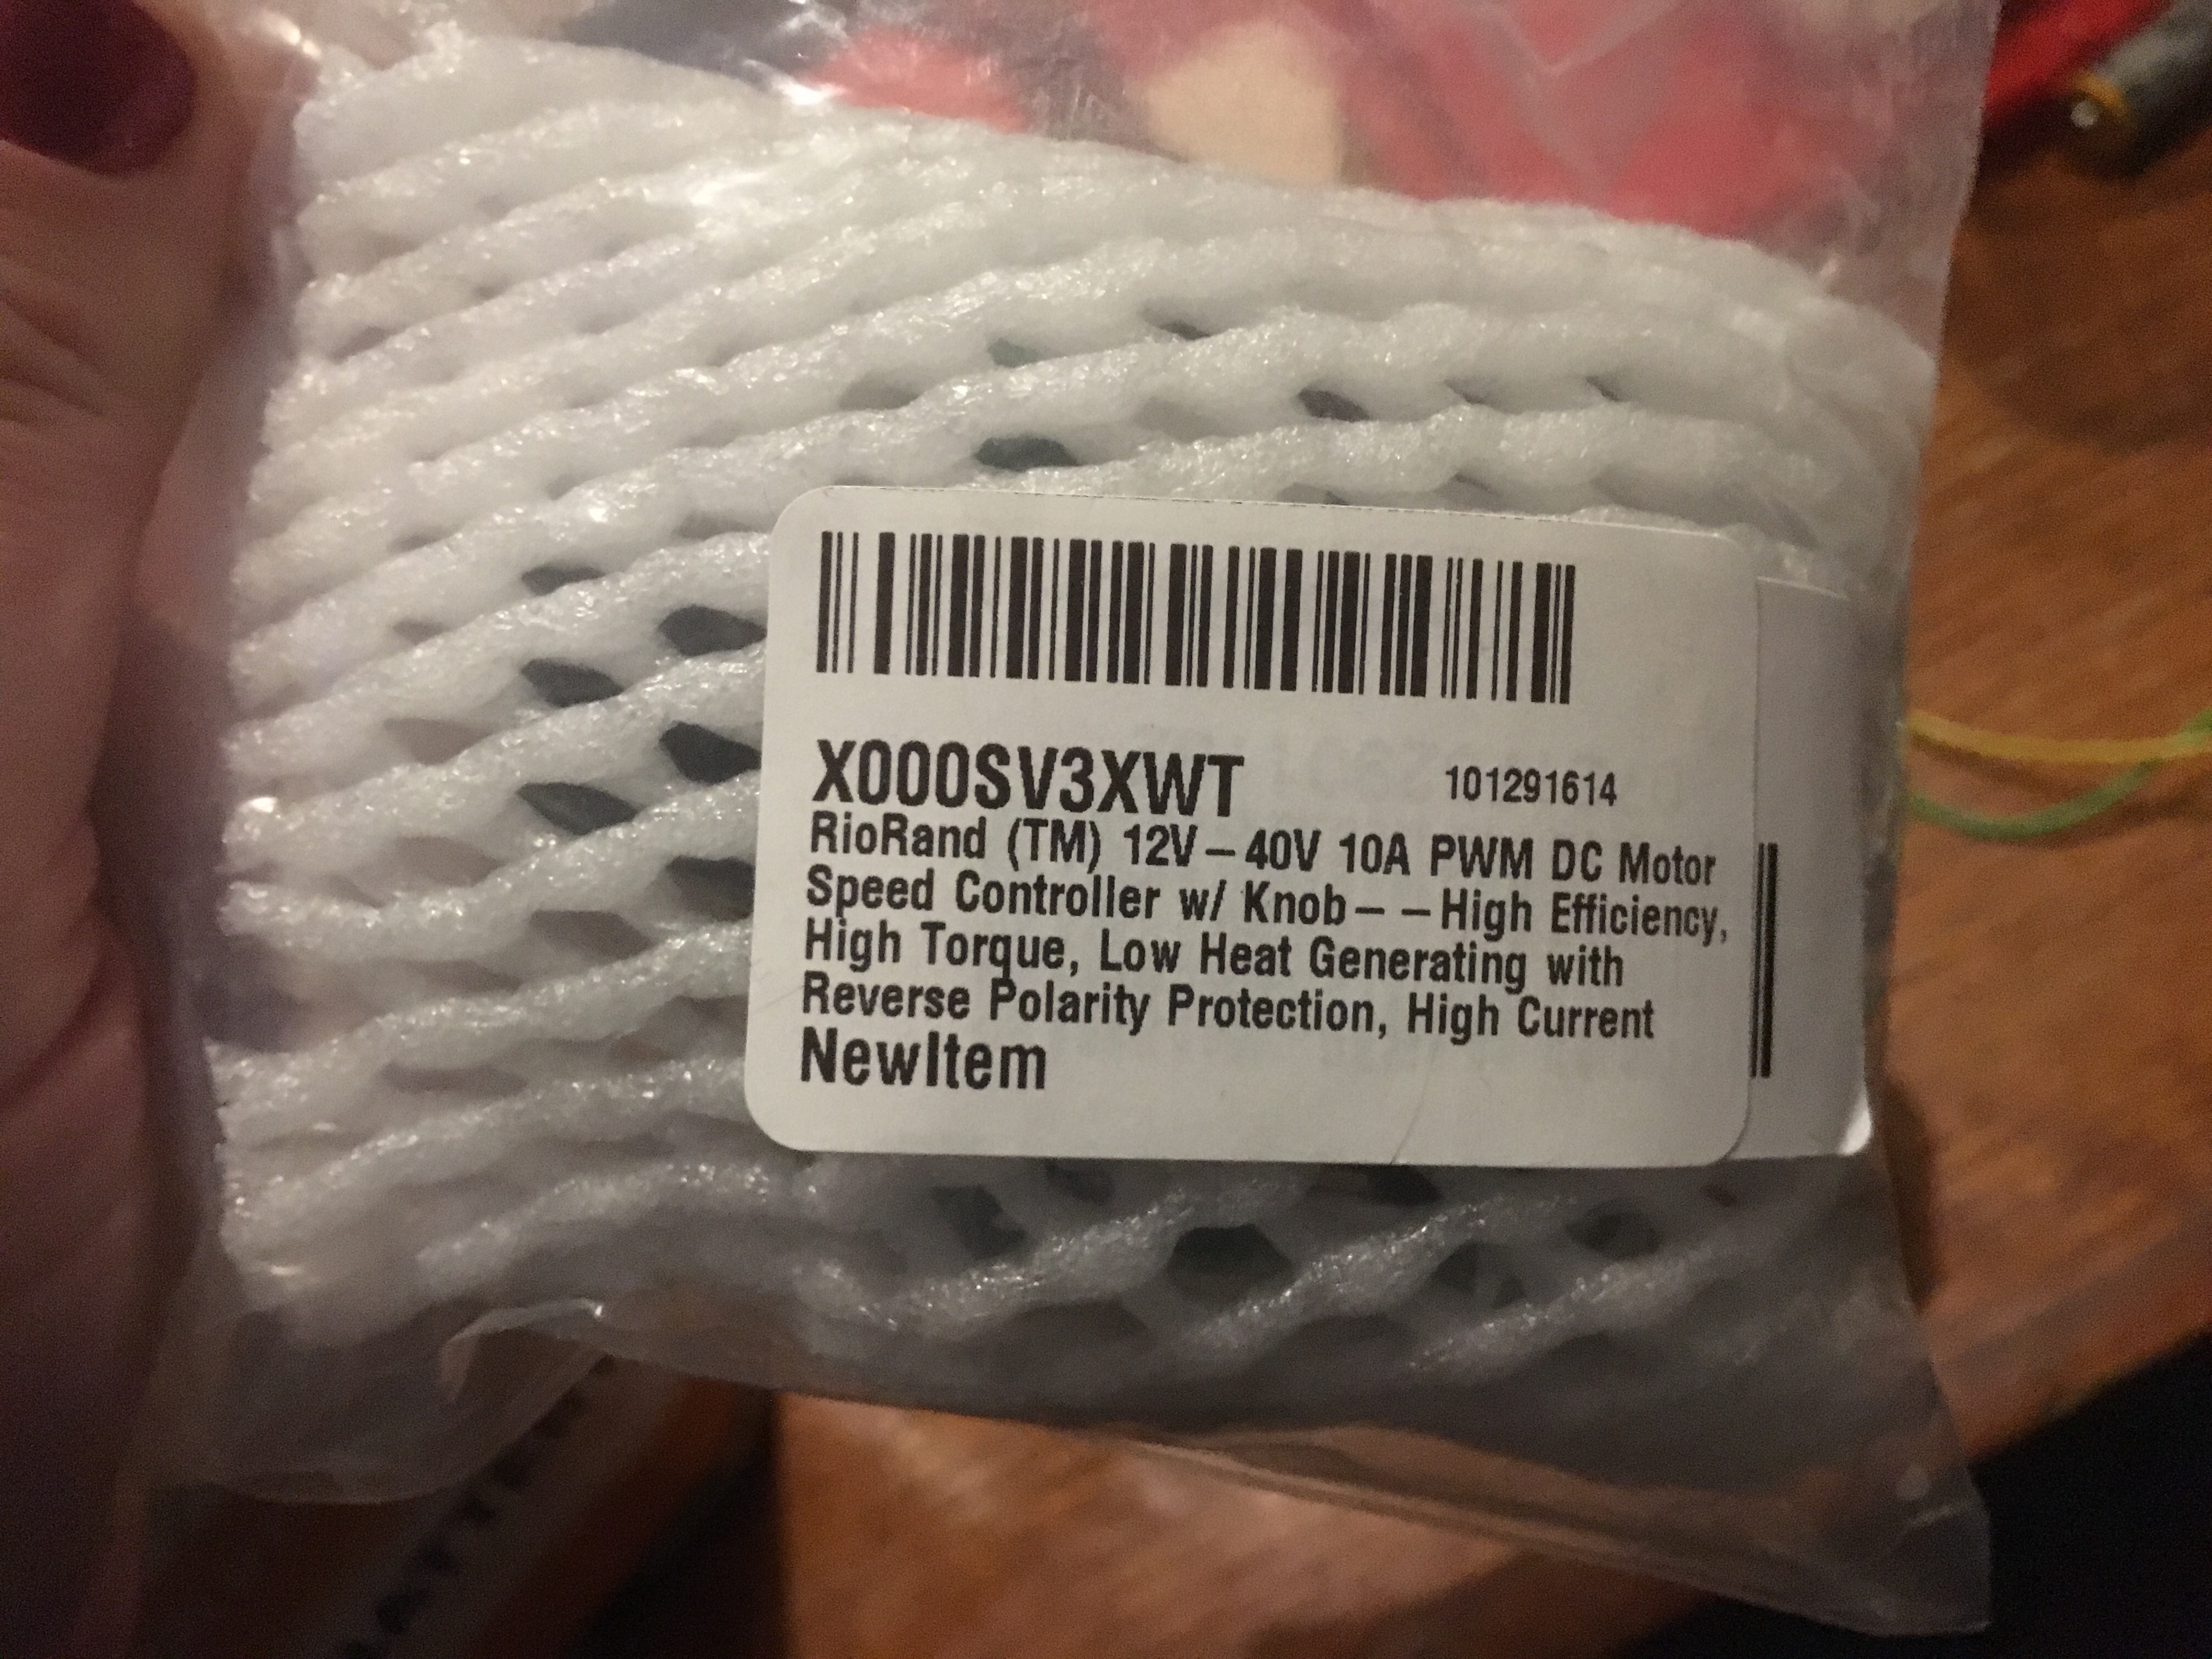 X000SV3XWT 101291614
RioRand (TM) 12V-40V 10A PWM DC Motor
Speed Controller w/ Knob- -High Efficiency,
High Torque, Low Heat Generating with
Reverse Polarity Protection, High Current
NewItem